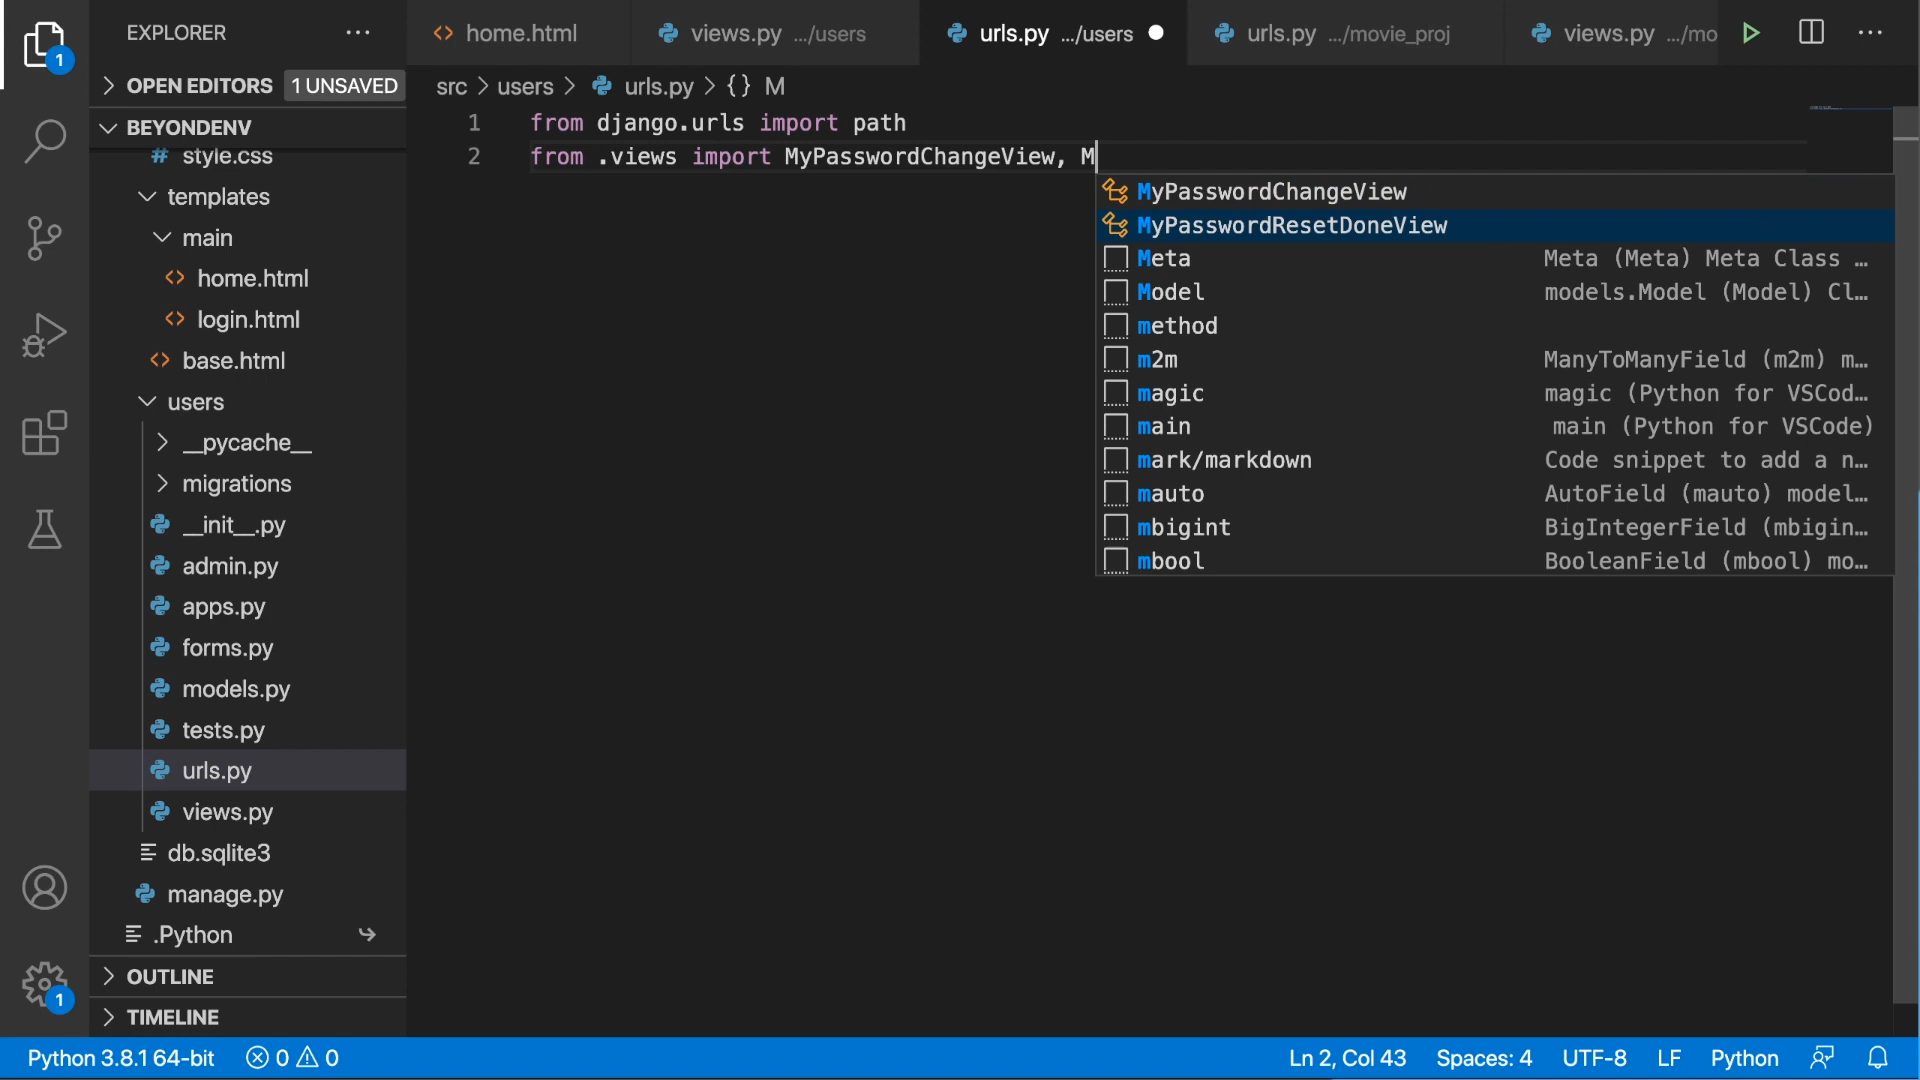 EXPLORER
home.html
views.py .../users
urls.py .../users
urls.py .../movie_proj
views.py .../mo
1
OPEN EDITORS 1 UNSAVED
src > users > urls.py > {} M
BEYONDENV
style.css
templates
main
home.html
login.html
base.html
users
__pycache__
migrations
__init__.py
admin.py
apps.py
forms.py
models.py
tests.py
urls.py
views.py
db.sqlite3
manage.py
.Python
OUTLINE
1
TIMELINE
1 from django.urls import path
2 from .views import MyPasswordChangeView, M
MyPasswordChangeView
MyPasswordResetDoneView
Meta Meta (Meta) Meta Class ...
Model models.Model (Model) Cl...
method
m2m ManyToManyField (m2m) m...
magic magic (Python for VSCod...
main main (Python for VSCode)
mark/markdown Code snippet to add a n...
mauto AutoField (mauto) model...
mbigint BigIntegerField (mbigin...
mbool BooleanField (mbool) mo...
Python 3.8.1 64-bit 0 0 Ln 2, Col 43 Spaces: 4 UTF-8 LF Python